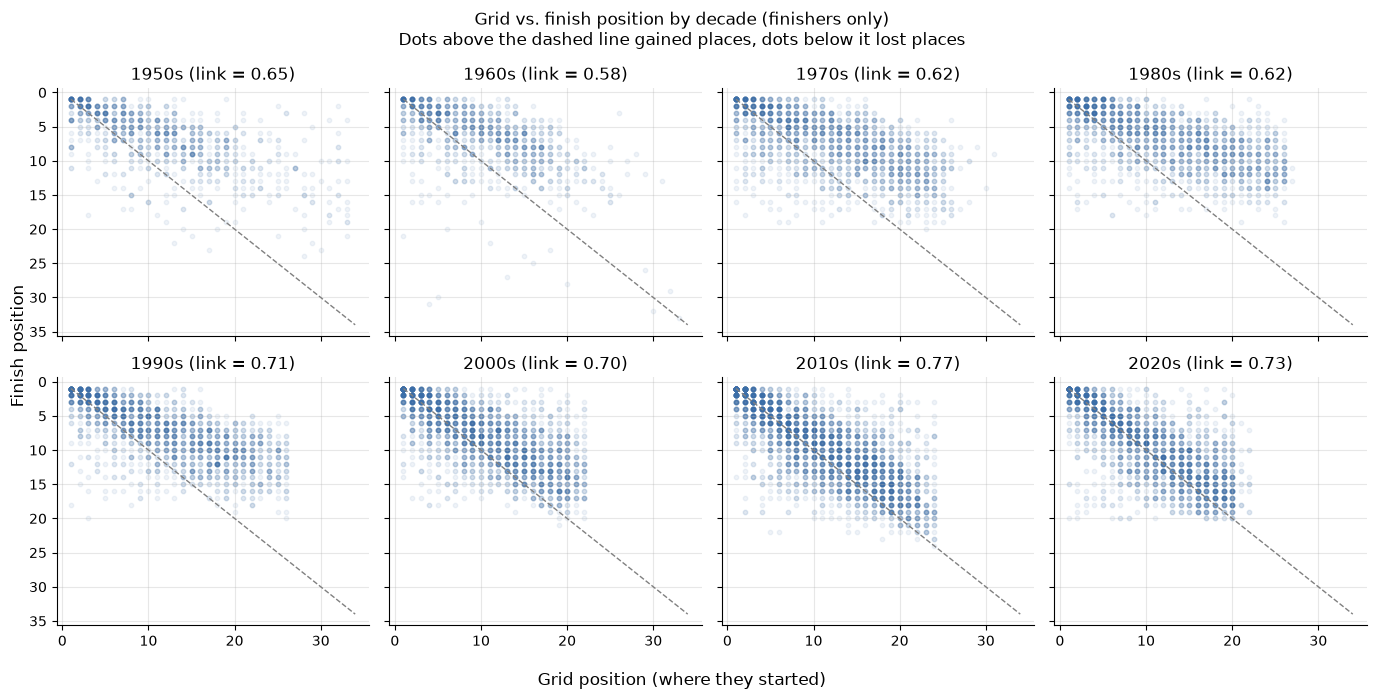 Grid vs. finish position by decade (finishers only)
Dots above the dashed line gained places, dots below it lost places
1950s (link = 0.65)
1960s (link = 0.58)
1970s (link = 0.62)
1980s (link = 0.62)
0
5
10
15
20
25
30
35
1990s (link = 0.71)
2000s (link = 0.70)
2010s (link = 0.77)
2020s (link = 0.73)
0
5
10
15
20
25
30
35
0 10 20 30
0 10 20 30
0 10 20 30
0 10 20 30
Finish position
Grid position (where they started)